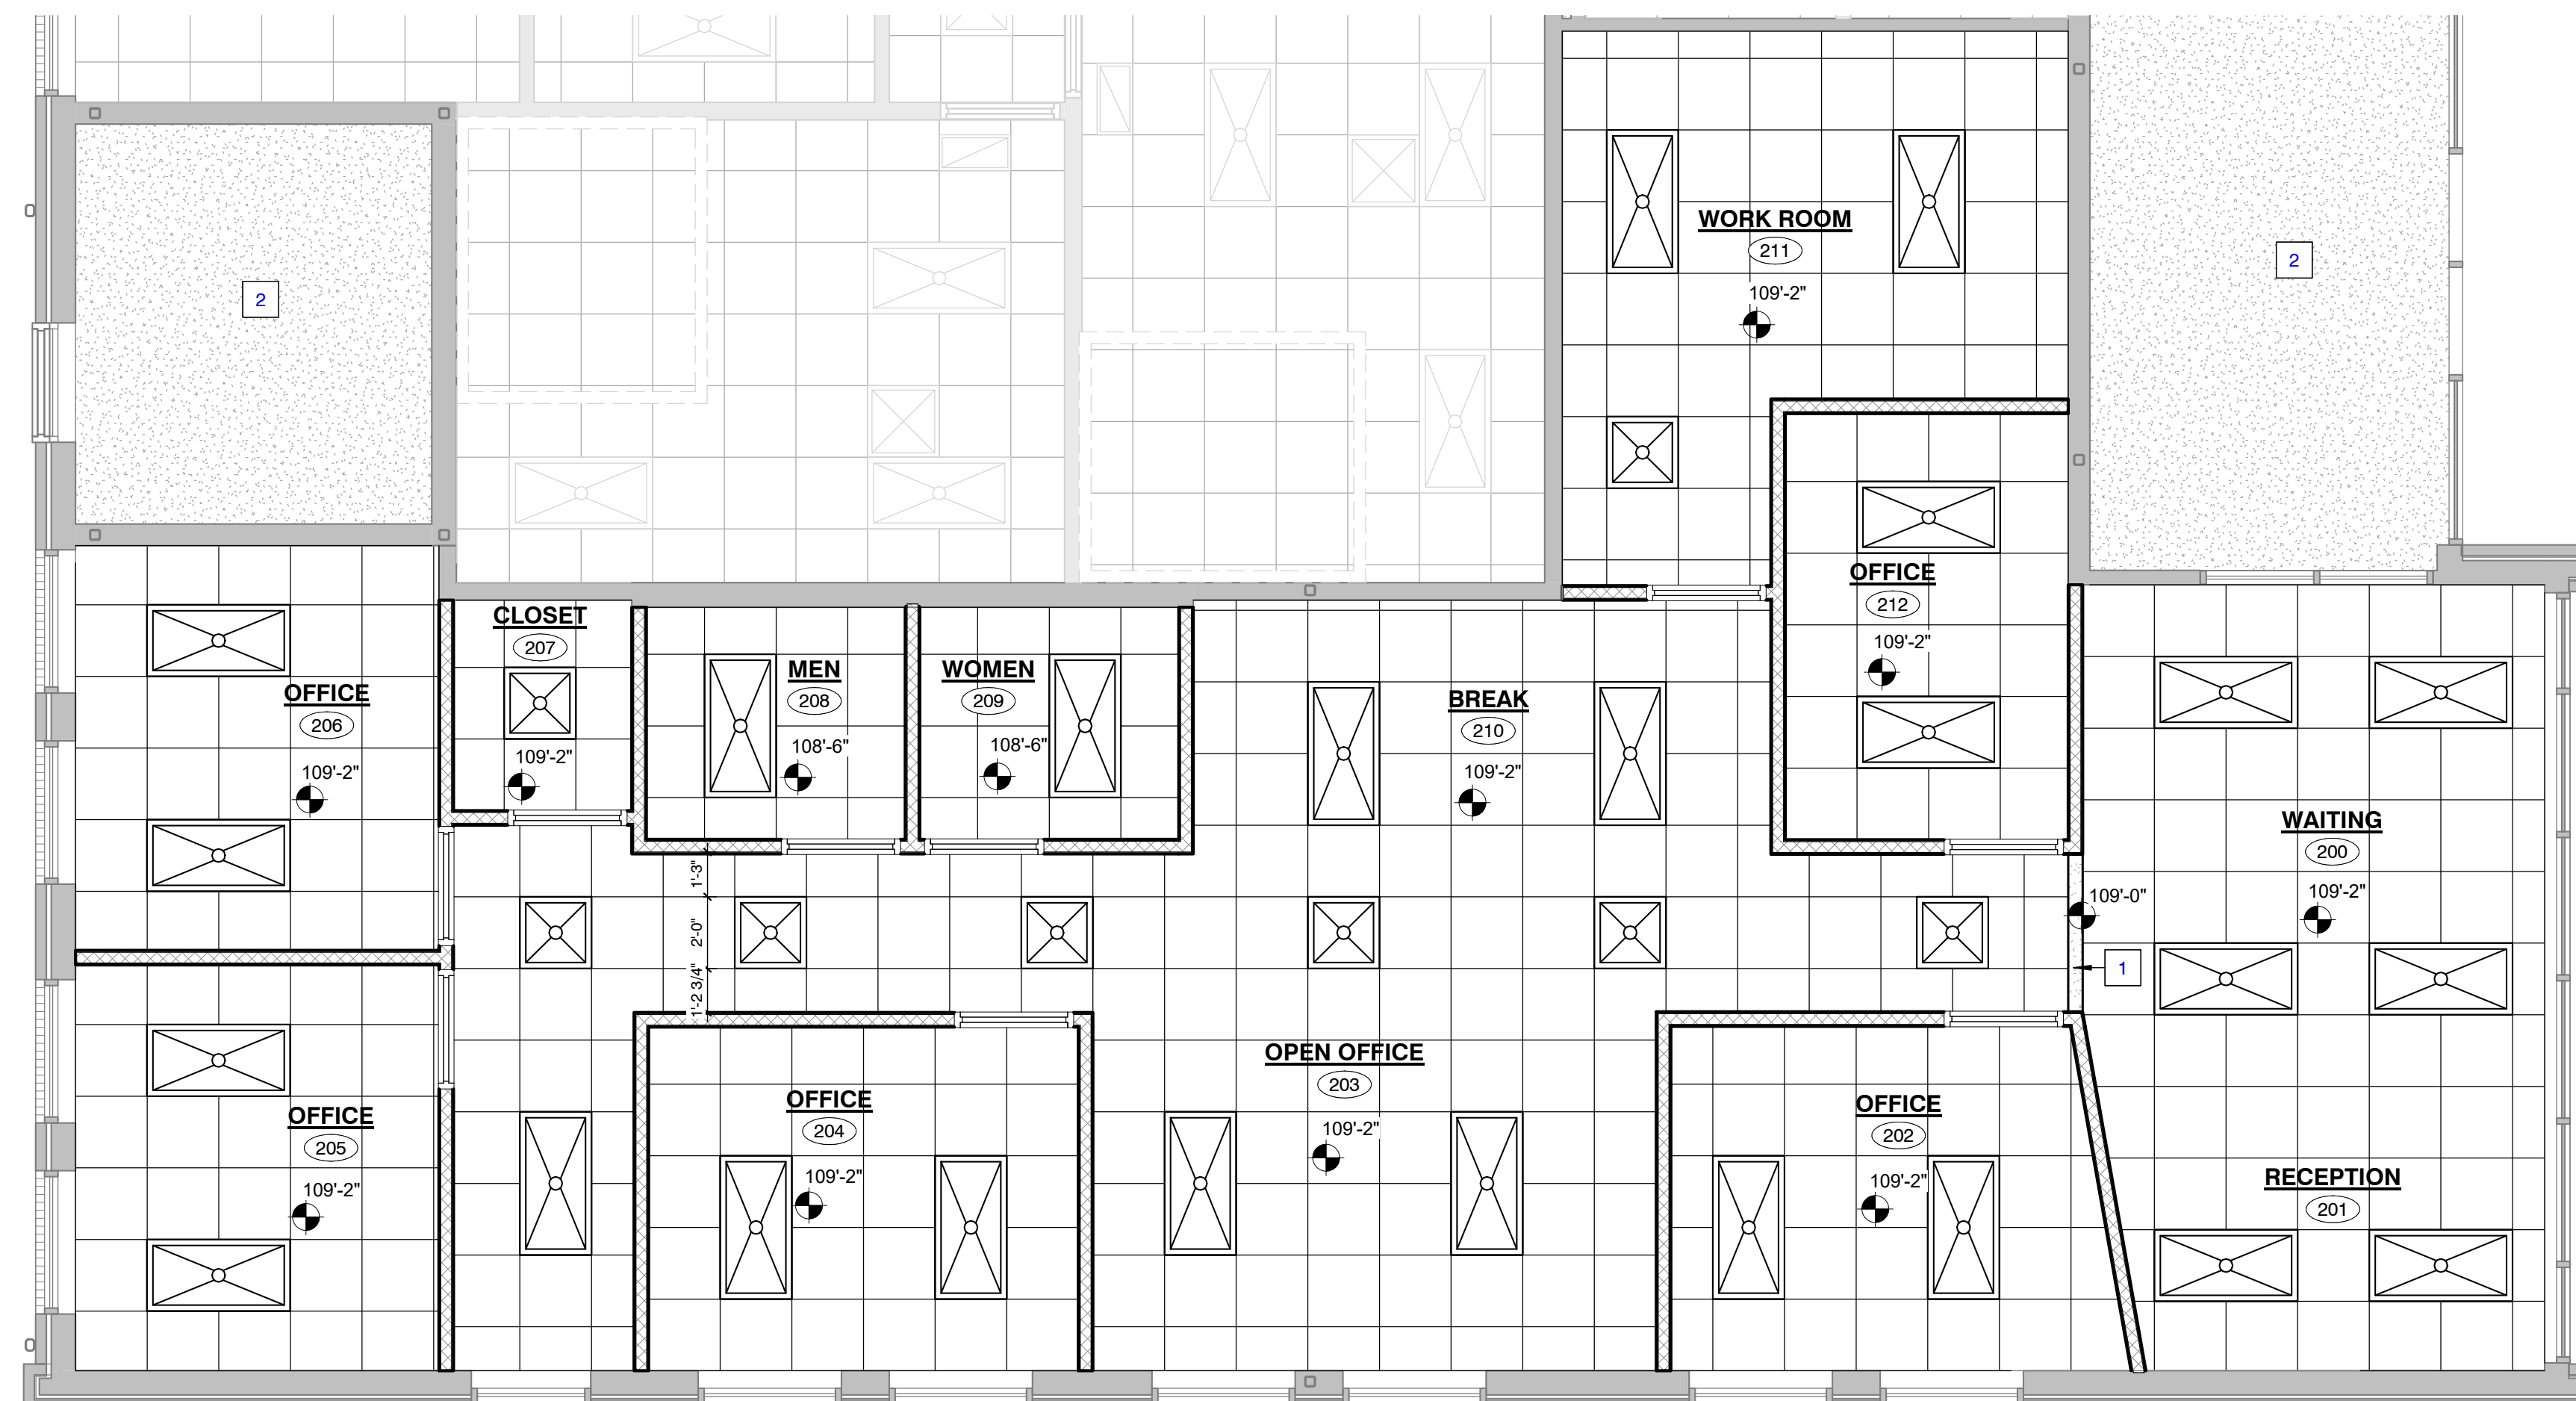 2
2
WORK ROOM
211
109'-2"
OFFICE
212
109'-2"
CLOSET
207
109'-2"
MEN
208
108'-6"
WOMEN
209
108'-6"
OFFICE
206
109'-2"
BREAK
210
109'-2"
WAITING
200
109'-2"
109'-0"
1
1'-3"
2'-0"
1'-2 3/4"
OPEN OFFICE
203
109'-2"
OFFICE
204
109'-2"
OFFICE
202
109'-2"
OFFICE
205
109'-2"
RECEPTION
201